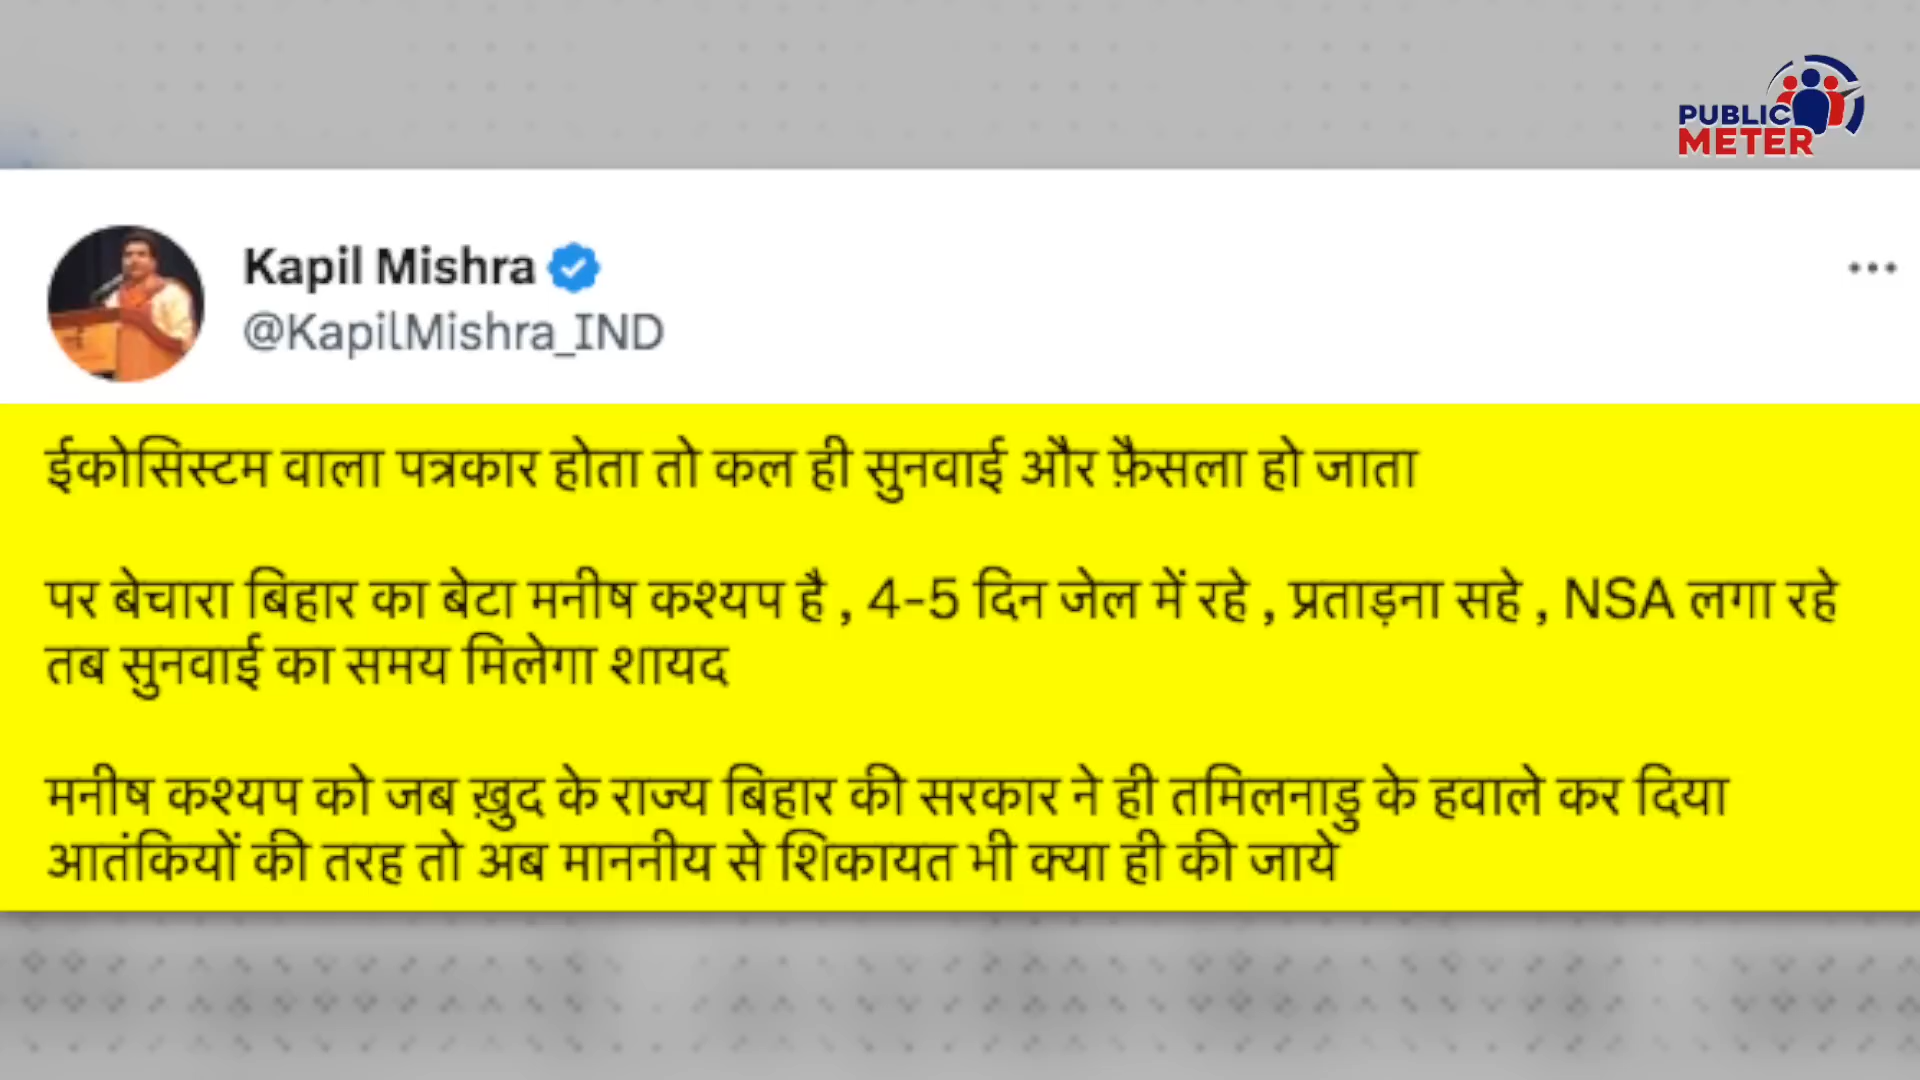 PUBLIC
METER
Kapil Mishra
@KapilMishra_IND
ईकोसिस्टम वाला पत्रकार होता तो कल ही सुनवाई और फ़ैसला हो जाता
पर बेचारा बिहार का बेटा मनीष कश्यप है , 4-5 दिन जेल में रहे , प्रताड़ना सहे , NSA लगा रहे
तब सुनवाई का समय मिलेगा शायद
मनीष कश्यप को जब ख़ुद के राज्य बिहार की सरकार ने ही तमिलनाडु के हवाले कर दिया
आतंकियों की तरह तो अब माननीय से शिकायत भी क्या ही की जाये